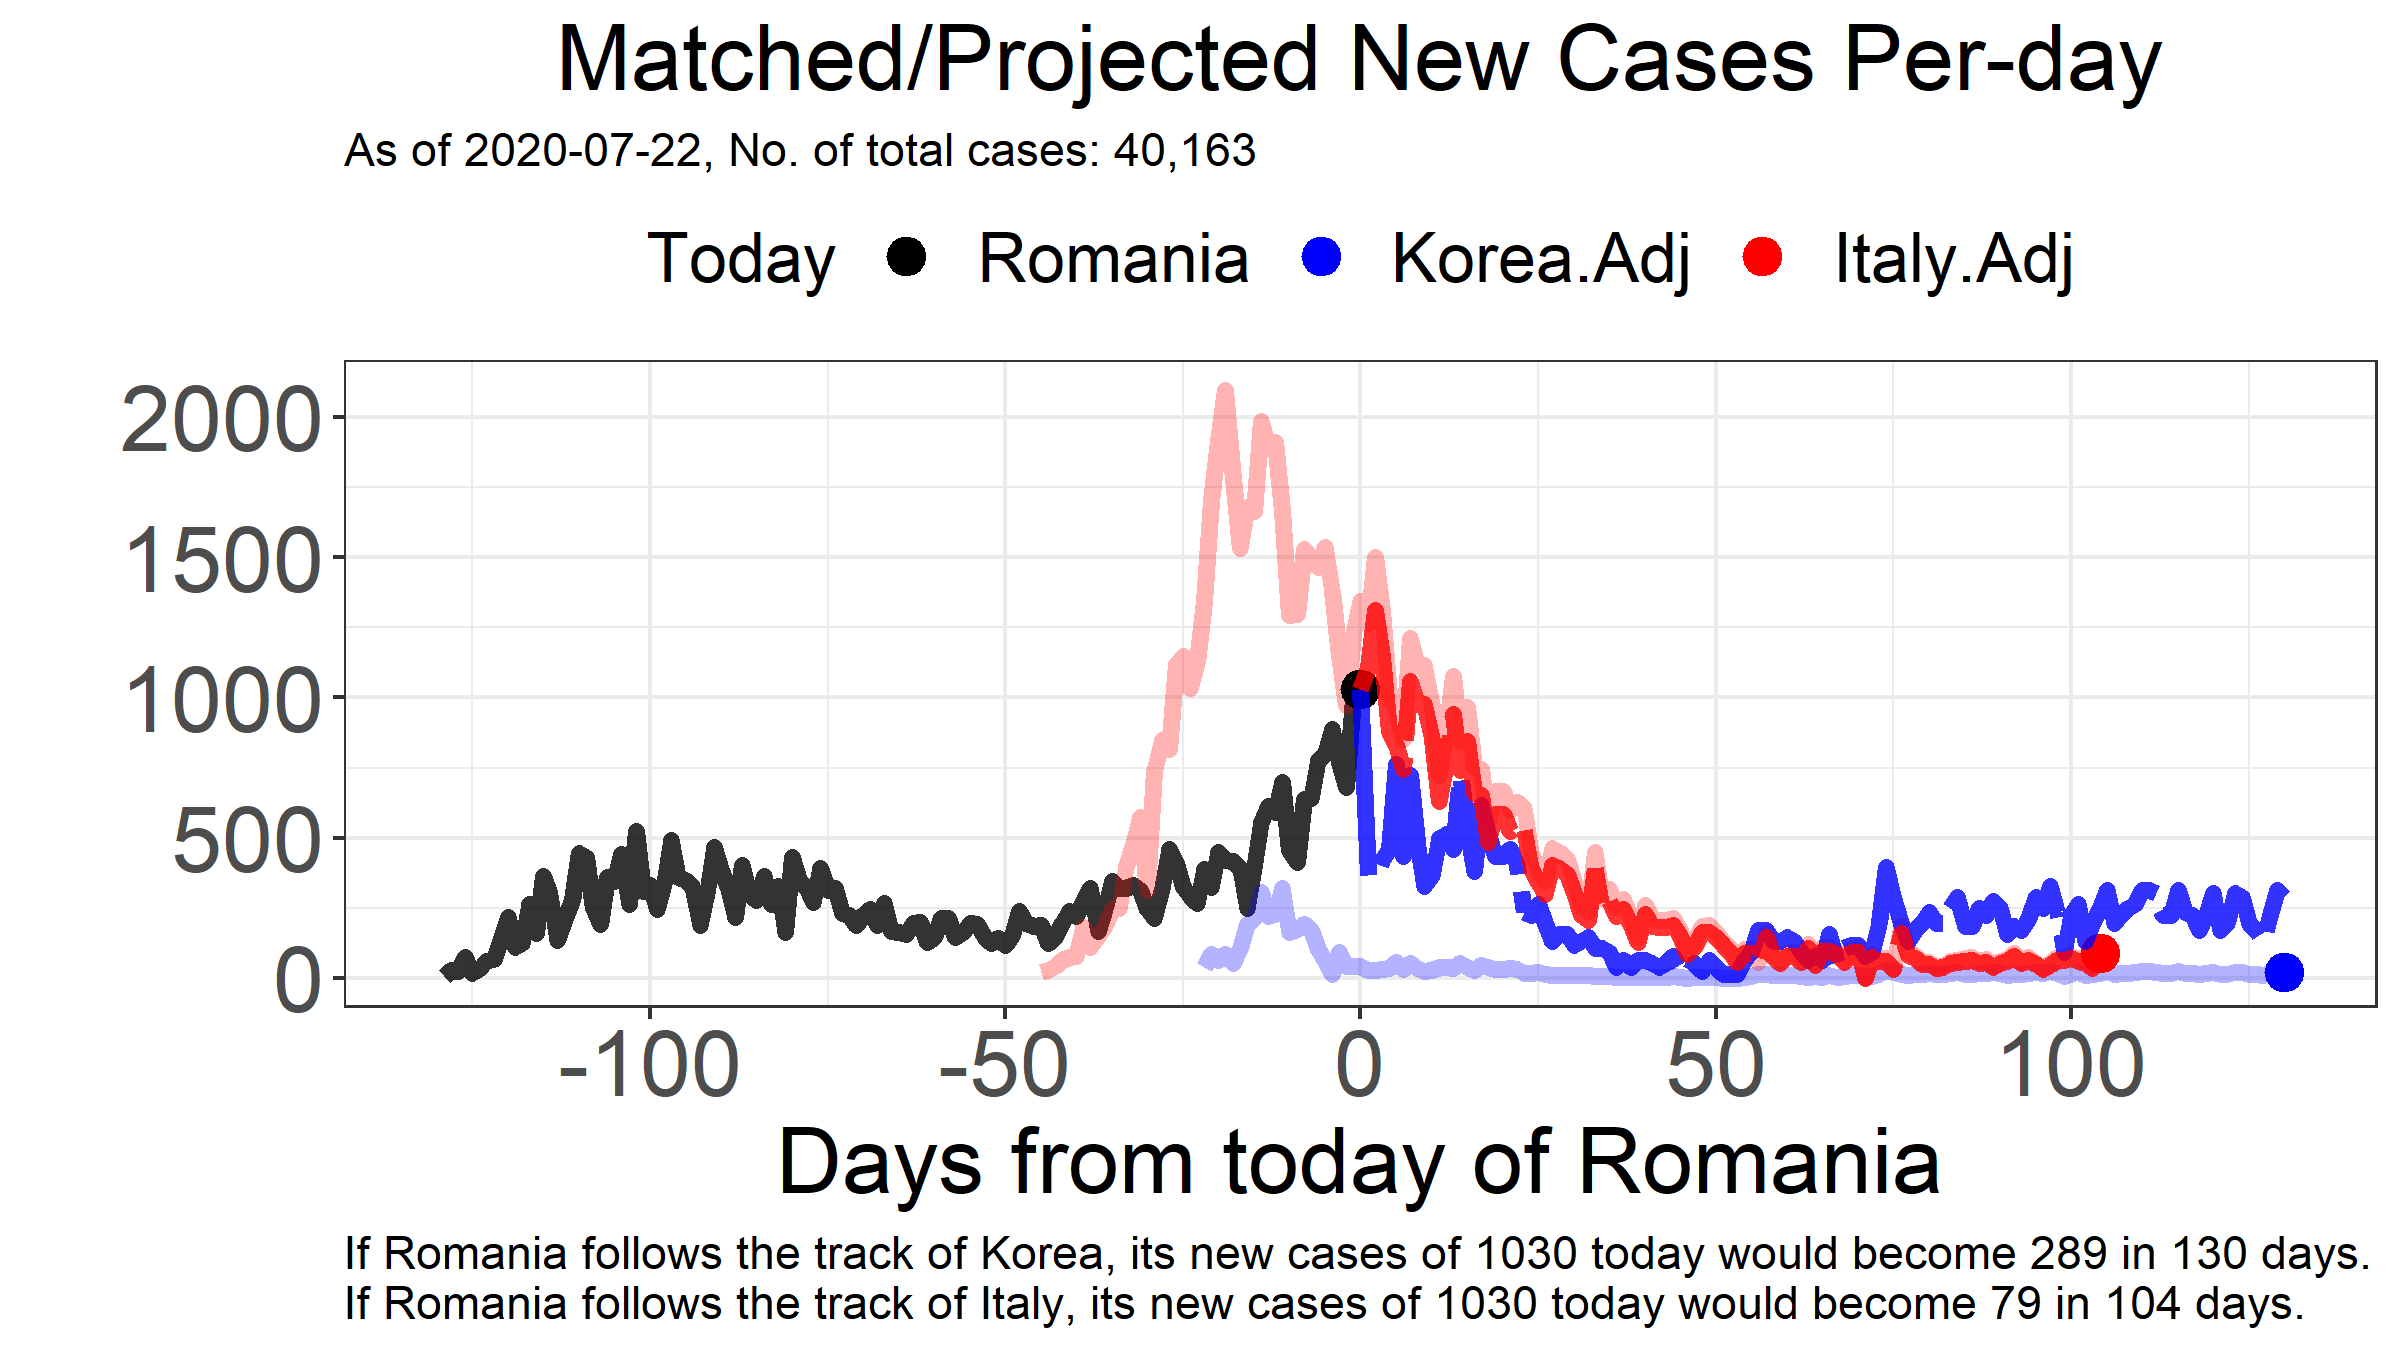 Matched/Projected New Cases Per-day
As of 2020-07-22, No. of total cases: 40,163
Today Romania Korea.Adj Italy.Adj
2000
1500
1000
500
0
-100 -50 0 50 100
Days from today of Romania
If Romania follows the track of Korea, its new cases of 1030 today would become 289 in 130 days.
If Romania follows the track of Italy, its new cases of 1030 today would become 79 in 104 days.